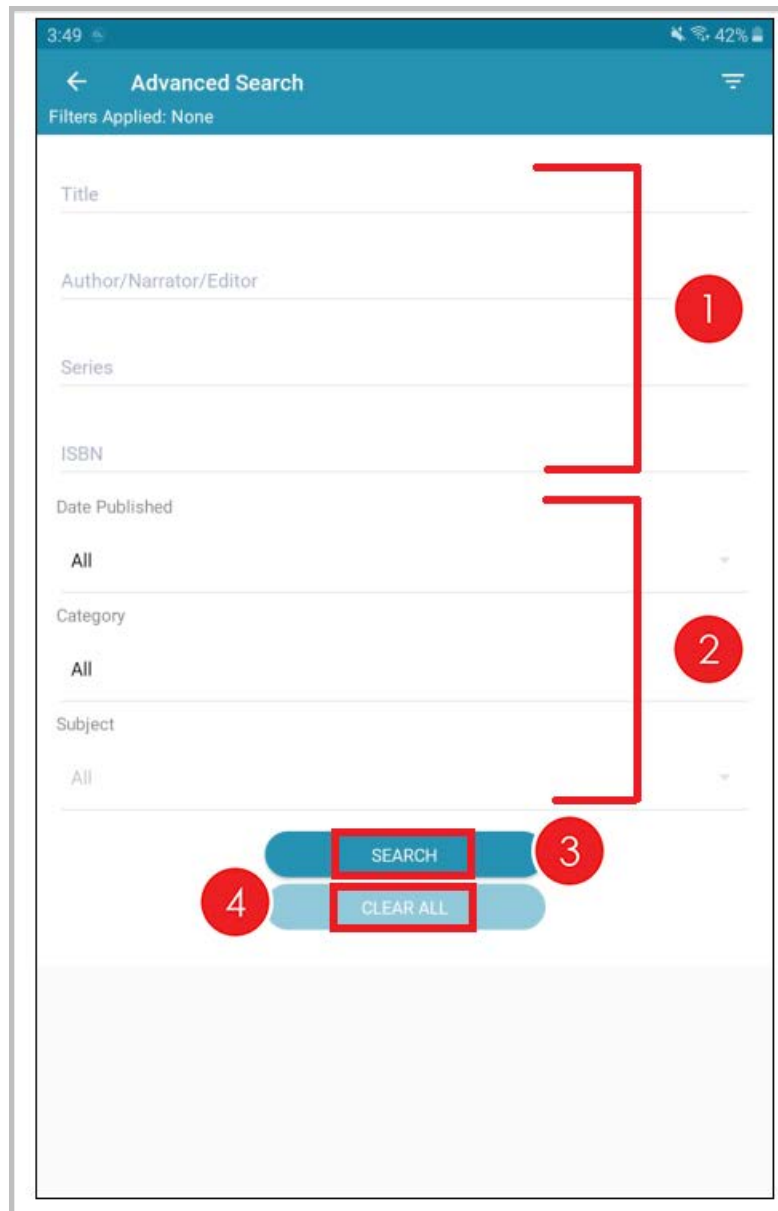 3:49 42%
Advanced Search
Filters Applied: None
Title
Author/Narrator/Editor
1
Series
ISBN
Date Published
All
Category
2
All
Subject
All
SEARCH
3
4
CLEAR ALL